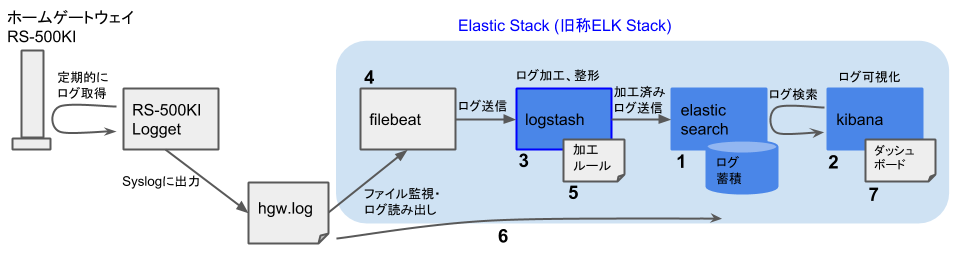 ホームゲートウェイ
RS-500KI
Elastic Stack (旧称ELK Stack)
定期的に
ログ取得
RS-500KI
Logget
Syslogに出力
hgw.log
ファイル監視・
ログ読み出し
4
filebeat
ログ送信
ログ加工、整形
logstash
3
加工
ルール
5
加工済み
ログ送信
elastic
search
1
ログ
蓄積
ログ検索
ログ可視化
kibana
2
ダッシュ
ボード
7
6